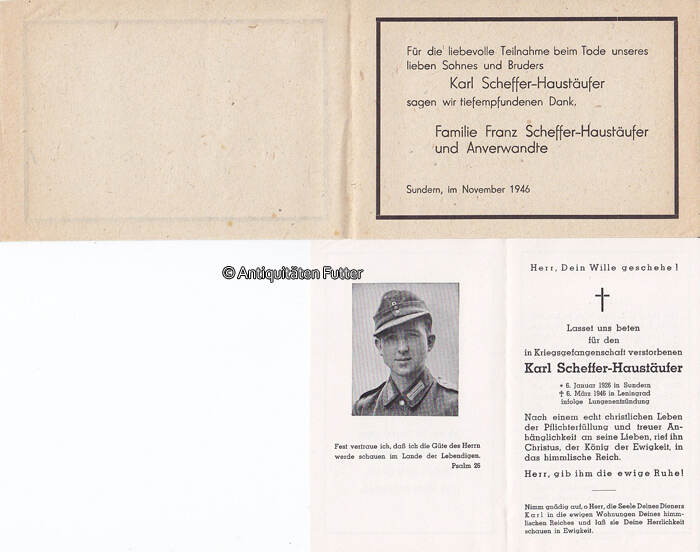 Für die liebevolle Teilnahme beim Tode unseres
lieben Sohnes und Bruders
Karl Scheffer-Haustäufer
sagen wir tiefempfundenen Dank.
Familie Franz Scheffer-Haustäufer
und Anverwandte
Sundern, im November 1946
© Antiquitäten Futter
Herr, Dein Wille geschehe!
Lasset uns beten
für den
in Kriegsgefangenschaft verstorbenen
Karl Scheffer-Haustäufer
* 6. Januar 1926 in Sundern
† 6. März 1946 in Leningrad
infolge Lungenentzündung
Nach einem echt christlichen Leben
der Pflichterfüllung und treuer An-
hänglichkeit an seine Lieben, rief ihn
Christus, der König der Ewigkeit, in
das himmlische Reich.
Herr, gib ihm die ewige Ruhe!
Nimm gnädig auf, o Herr, die Seele Deines Dieners
Karl in die ewigen Wohnungen Deines himm-
lischen Reiches und laß sie Deine Herrlichkeit
schauen in Ewigkeit.
Fest vertraue ich, daß ich die Güte des Herrn
werde schauen im Lande der Lebendigen.
Psalm 26